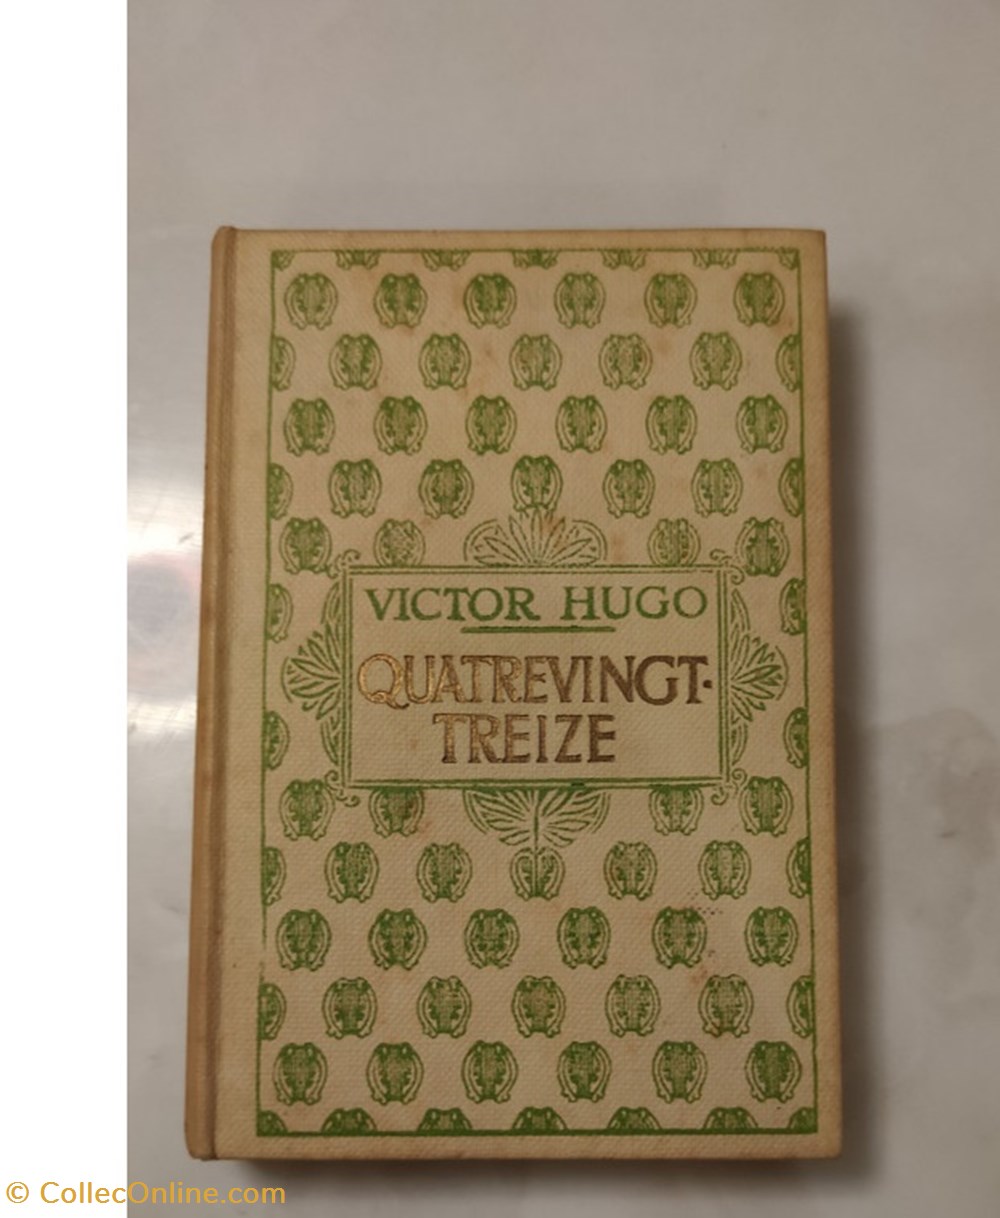 VICTOR HUGO
QUATREVINGT-
TREIZE
© CollecOnline.com